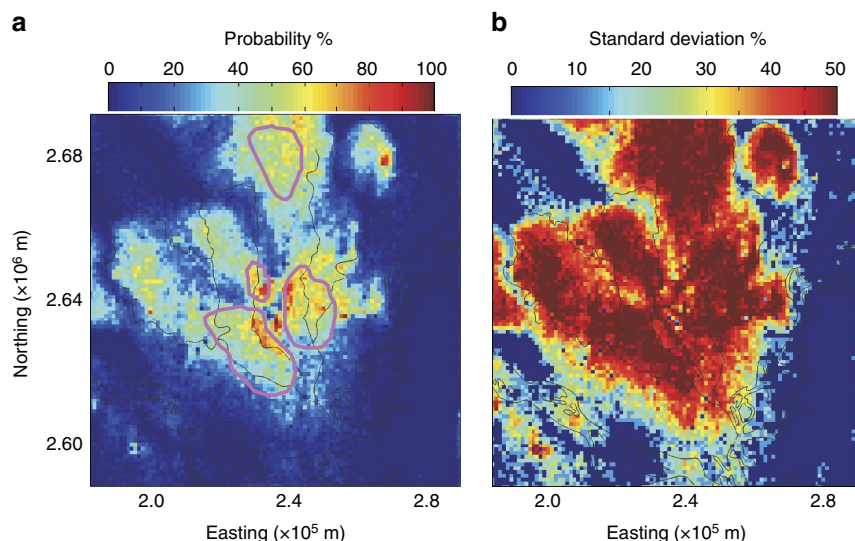 a
Probability %
0 20 40 60 80 100
2.68
2.64
2.60
Northing (×10⁶ m)
2.0 2.4 2.8
Easting (×10⁵ m)
b
Standard deviation %
0 10 20 30 40 50
2.0 2.4 2.8
Easting (×10⁵ m)